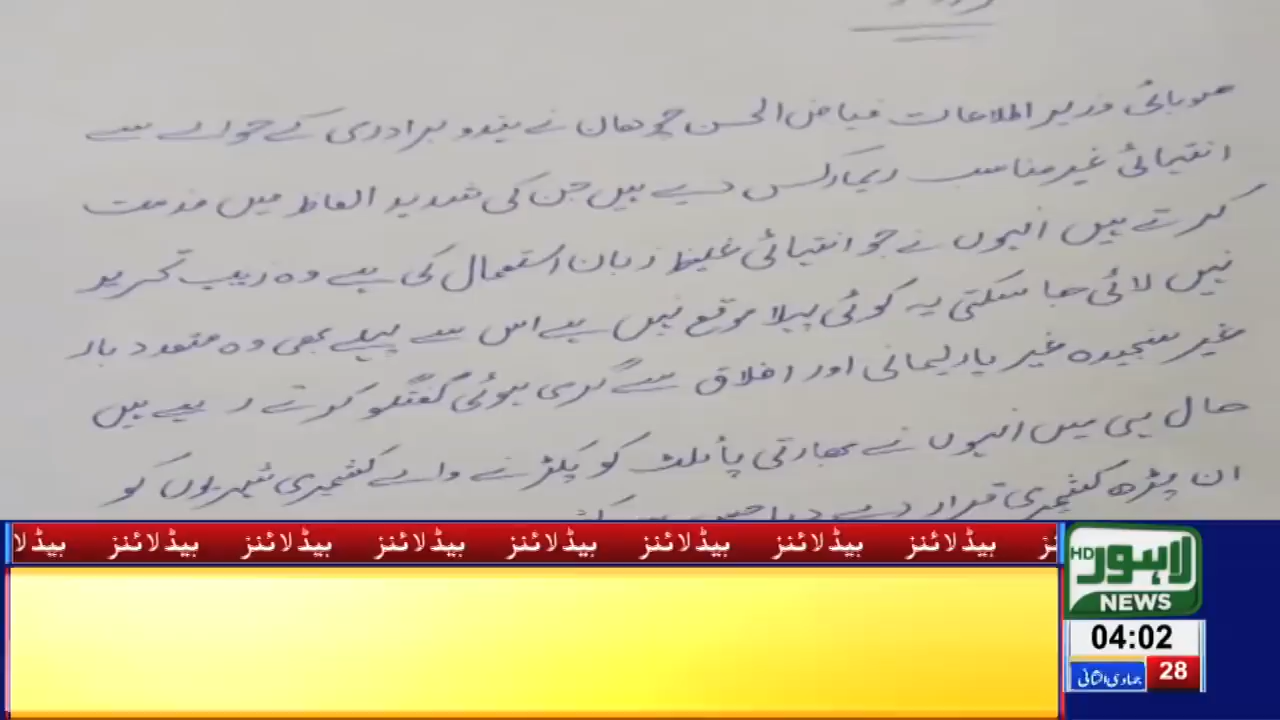 صوبائی وزیر اطلاعات فیاض الحسن چوھان نے ہندو برادری کے حوالے سے
انتہائی غیر مناسب ریمارکس دیے ہیں جن کی شدید الفاظ میں مذمت
کرتے ہیں انہوں نے جو انتہائی غلیظ زبان استعمال کی ہے وہ زیب تحریر
نہیں لائی جا سکتی یہ کوئی پہلا موقع نہیں ہے اس سے پہلے بھی وہ متعدد بار
غیر سنجیدہ غیر پارلیمانی اور اخلاق سے گری ہوئی گفتگو کرتے رہے ہیں
حال ہی میں انہوں نے بھارتی پائلٹ کو پکڑنے والے کشمیری شہریوں کو
ان پڑھ کشمیری قرار دے دیا
ہیڈلائنز ہیڈلائنز ہیڈلائنز ہیڈلائنز ہیڈلائنز ہیڈلائنز ہیڈلائنز
لاہور
HD
NEWS
04:02
28 جمادی الثانی